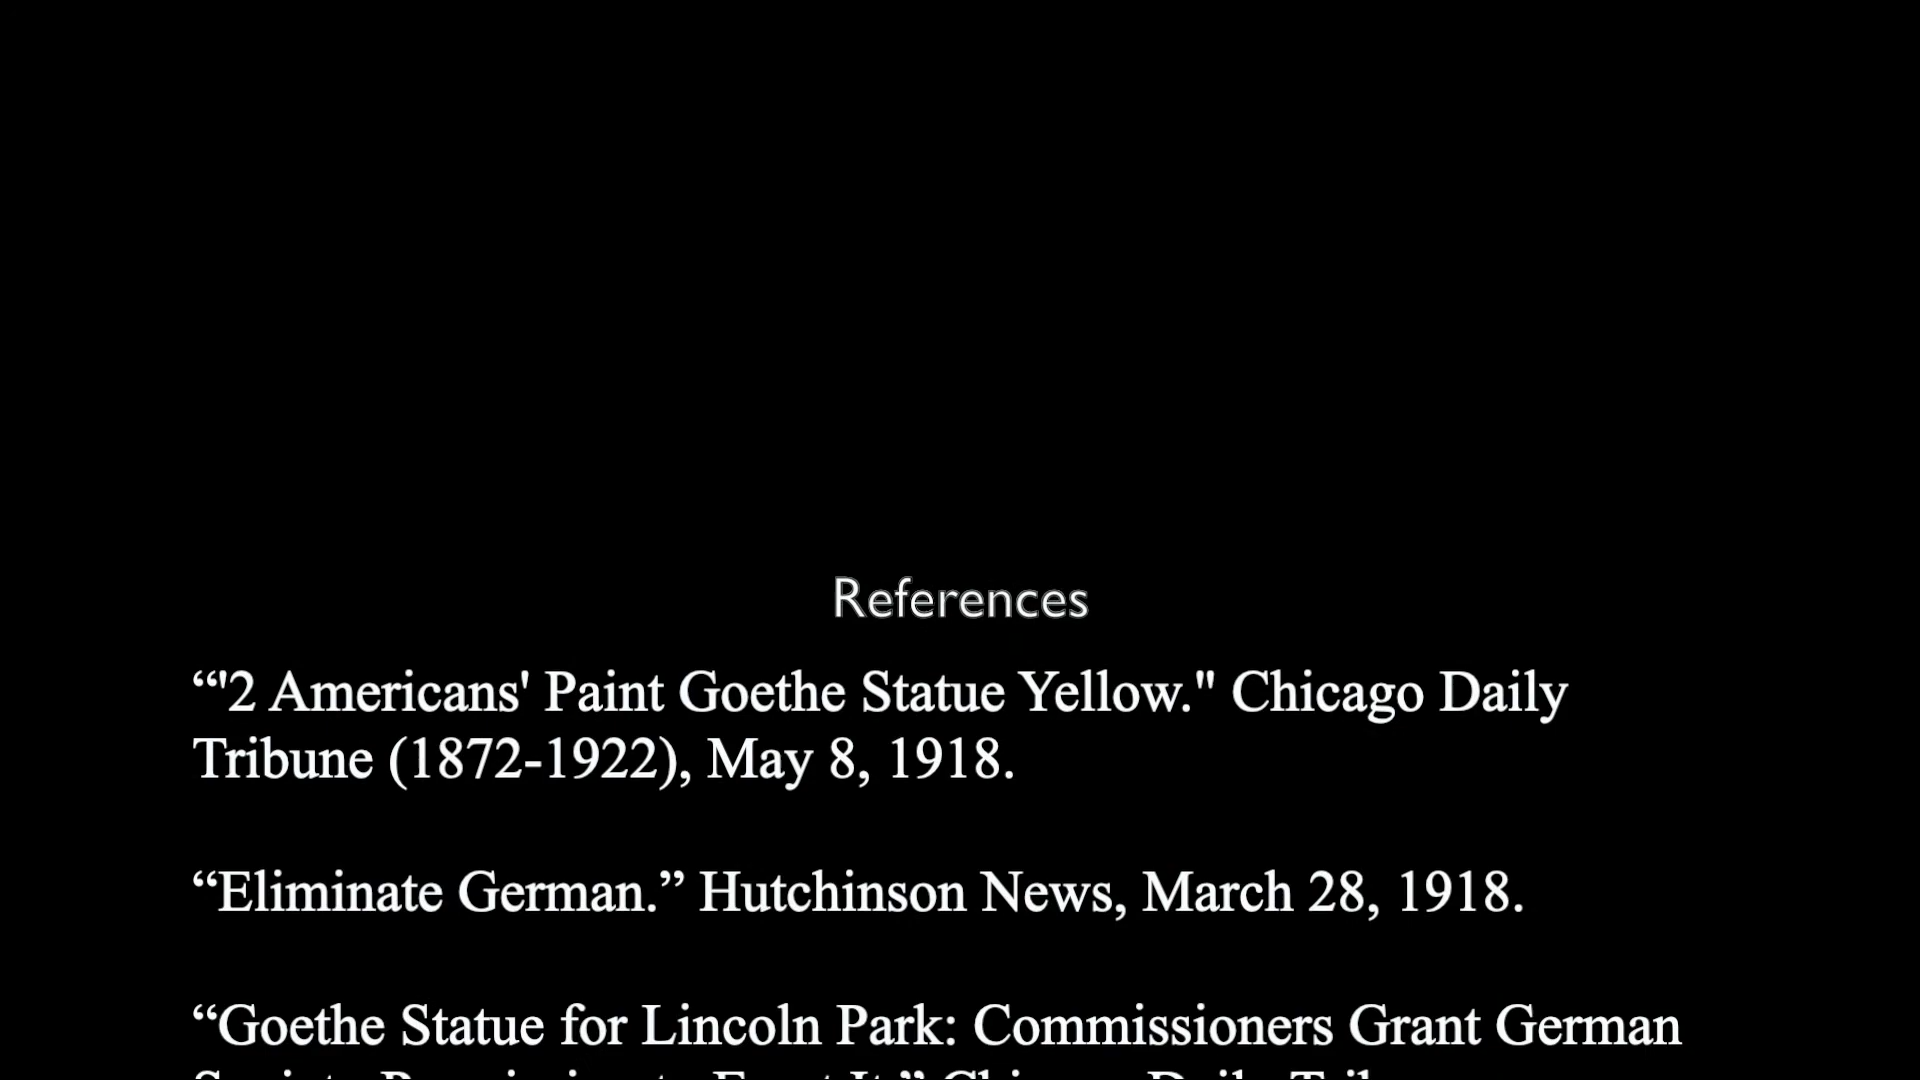 References
“'2 Americans' Paint Goethe Statue Yellow." Chicago Daily
Tribune (1872-1922), May 8, 1918.
“Eliminate German.” Hutchinson News, March 28, 1918.
“Goethe Statue for Lincoln Park: Commissioners Grant German